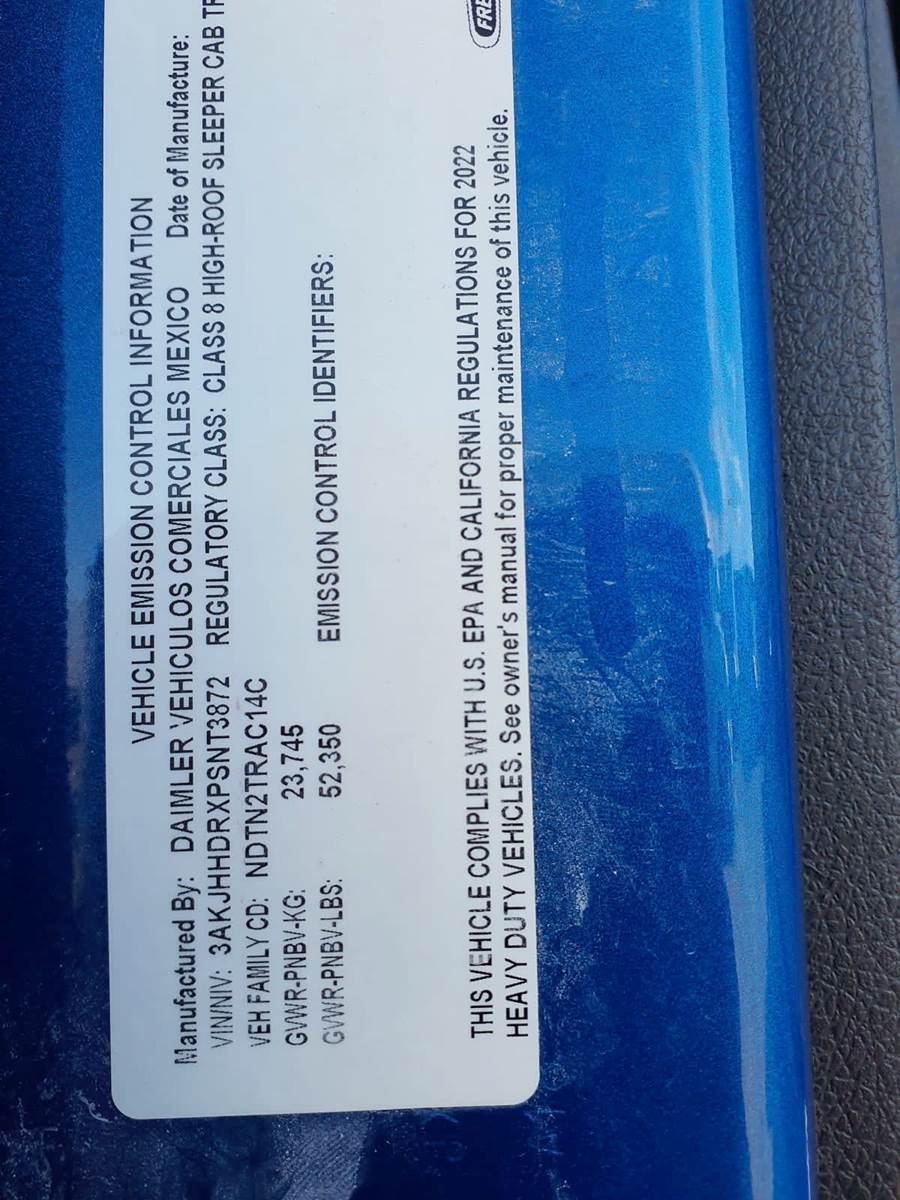 VEHICLE EMISSION CONTROL INFORMATION
Manufactured By: DAIMLER VEHICULOS COMERCIALES MEXICO Date of Manufacture:
VIN/NIV: 3AKJHHDRXPSNT3872 REGULATORY CLASS: CLASS 8 HIGH-ROOF SLEEPER CAB
VEH FAMILY CD: NDTN2TRAC14C
GVWR-PNBV-KG: 23,745
GVWR-PNBV-LBS: 52,350 EMISSION CONTROL IDENTIFIERS:
THIS VEHICLE COMPLIES WITH U.S. EPA AND CALIFORNIA REGULATIONS FOR 2022
HEAVY DUTY VEHICLES. See owner's manual for proper maintenance of this vehicle.